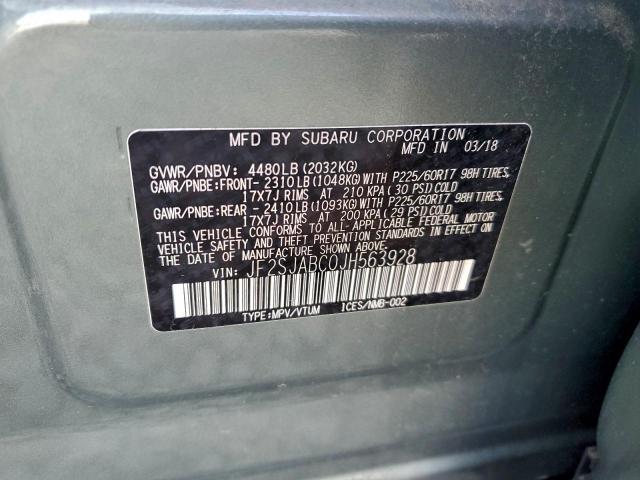 MFD BY SUBARU CORPORATION
MFD IN 03/18
GVWR/PNBV: 4480LB(2032KG)
GAWR/PNBE:FRONT- 2310LB(1048KG)WITH P225/60R17 98H TIRES,
17X7J RIMS AT 210 KPA(30 PSI)COLD
GAWR/PNBE:REAR - 2410LB(1093KG)WITH P225/60R17 98H TIRES,
17X7J RIMS AT 200 KPA(29 PSI)COLD
THIS VEHICLE CONFORMS TO ALL APPLICABLE FEDERAL MOTOR
VEHICLE SAFETY AND THEFT PREVENTION STANDARDS IN EFFECT ON
THE DATE OF MANUFACTURE SHOWN ABOVE.
VIN: JF2SJABC0JH563928
TYPE:MPV/VTUM ICES/NMB-002